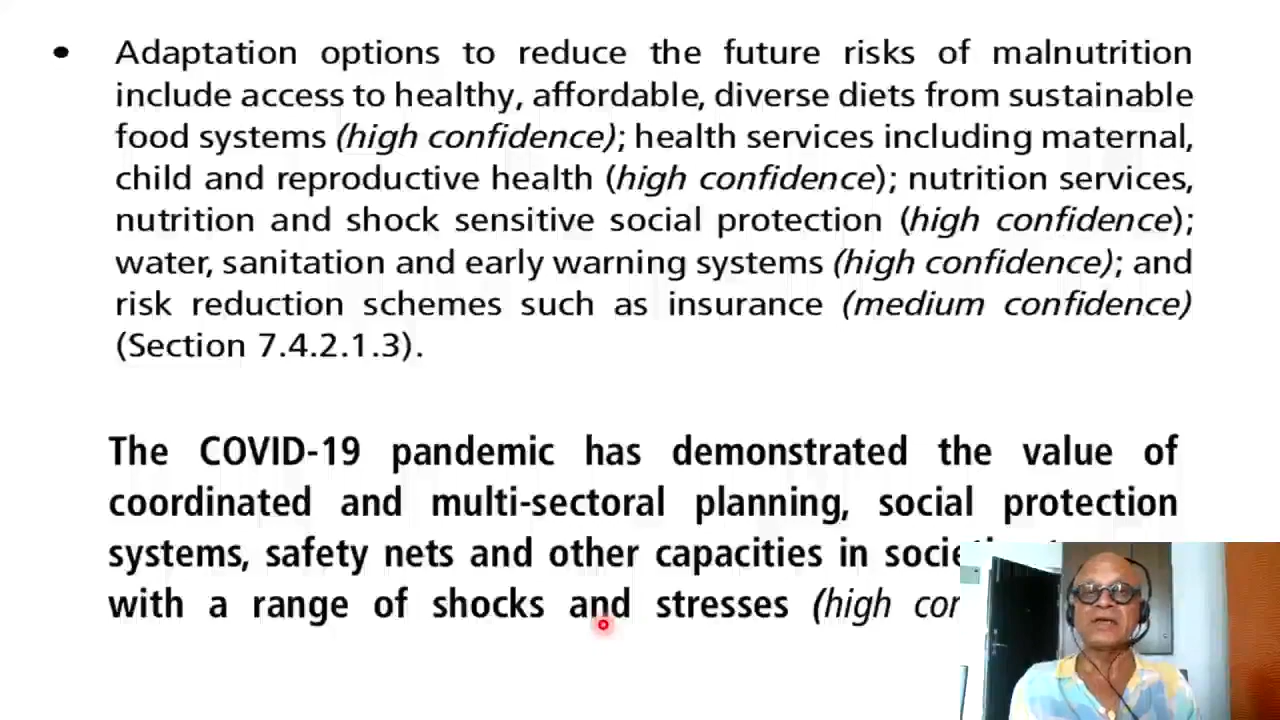 • Adaptation options to reduce the future risks of malnutrition
include access to healthy, affordable, diverse diets from sustainable
food systems (high confidence); health services including maternal,
child and reproductive health (high confidence); nutrition services,
nutrition and shock sensitive social protection (high confidence);
water, sanitation and early warning systems (high confidence); and
risk reduction schemes such as insurance (medium confidence)
(Section 7.4.2.1.3).
The COVID-19 pandemic has demonstrated the value of
coordinated and multi-sectoral planning, social protection
systems, safety nets and other capacities in
with a range of shocks and stresses (high